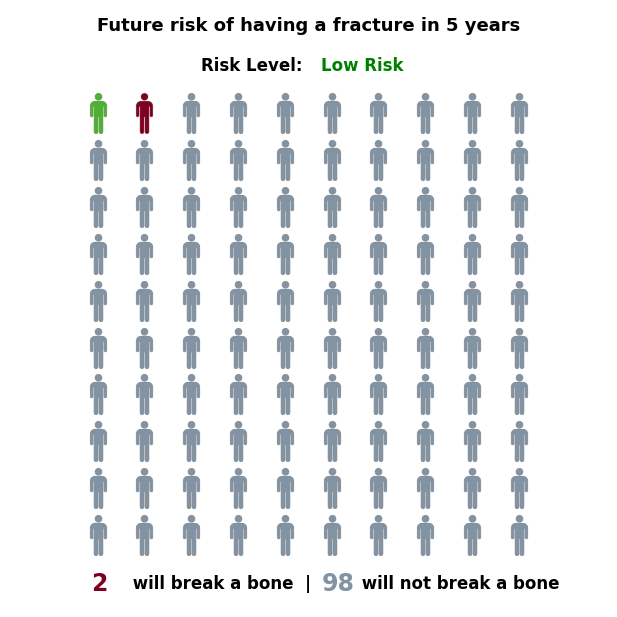 Future risk of having a fracture in 5 years
Risk Level: Low Risk
2 will break a bone | 98 will not break a bone